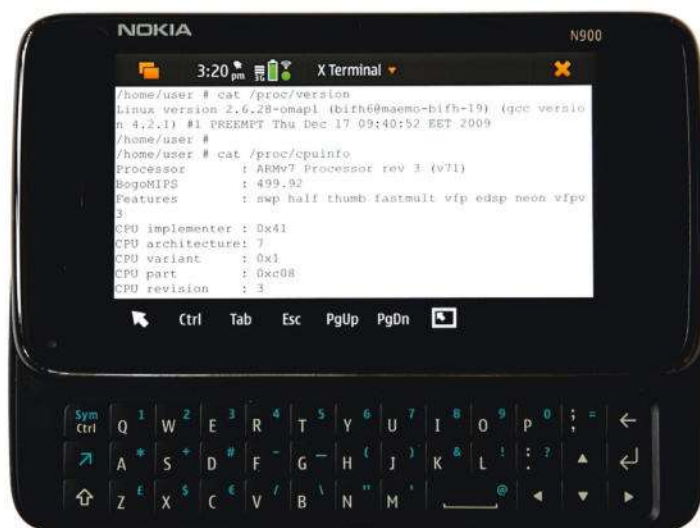 NOKIA
N900
3:20 pm 3G X Terminal
/home/user # cat /proc/version
Linux version 2.6.28-omap1 (bifh6@maemo-bifh-19) (gcc versio
n 4.2.1) #1 PREEMPT Thu Dec 17 09:40:52 EET 2009
/home/user #
/home/user # cat /proc/cpuinfo
Processor : ARMv7 Processor rev 3 (v7l)
BogoMIPS : 499.92
Features : swp half thumb fastmult vfp edsp neon vfpv
3
CPU implementer : 0x41
CPU architecture: 7
CPU variant : 0x1
CPU part : 0xc08
CPU revision : 3
Ctrl Tab Esc PgUp PgDn
Sym
Ctrl Q 1 W 2 E 3 R 4 T 5 Y 6 U 7 I 8 O 9 P 0 ; , =
A * S + D # F - G _ H ( J ) K & L ! : . ?
Z £ X $ C € V / B \ N " M ' @